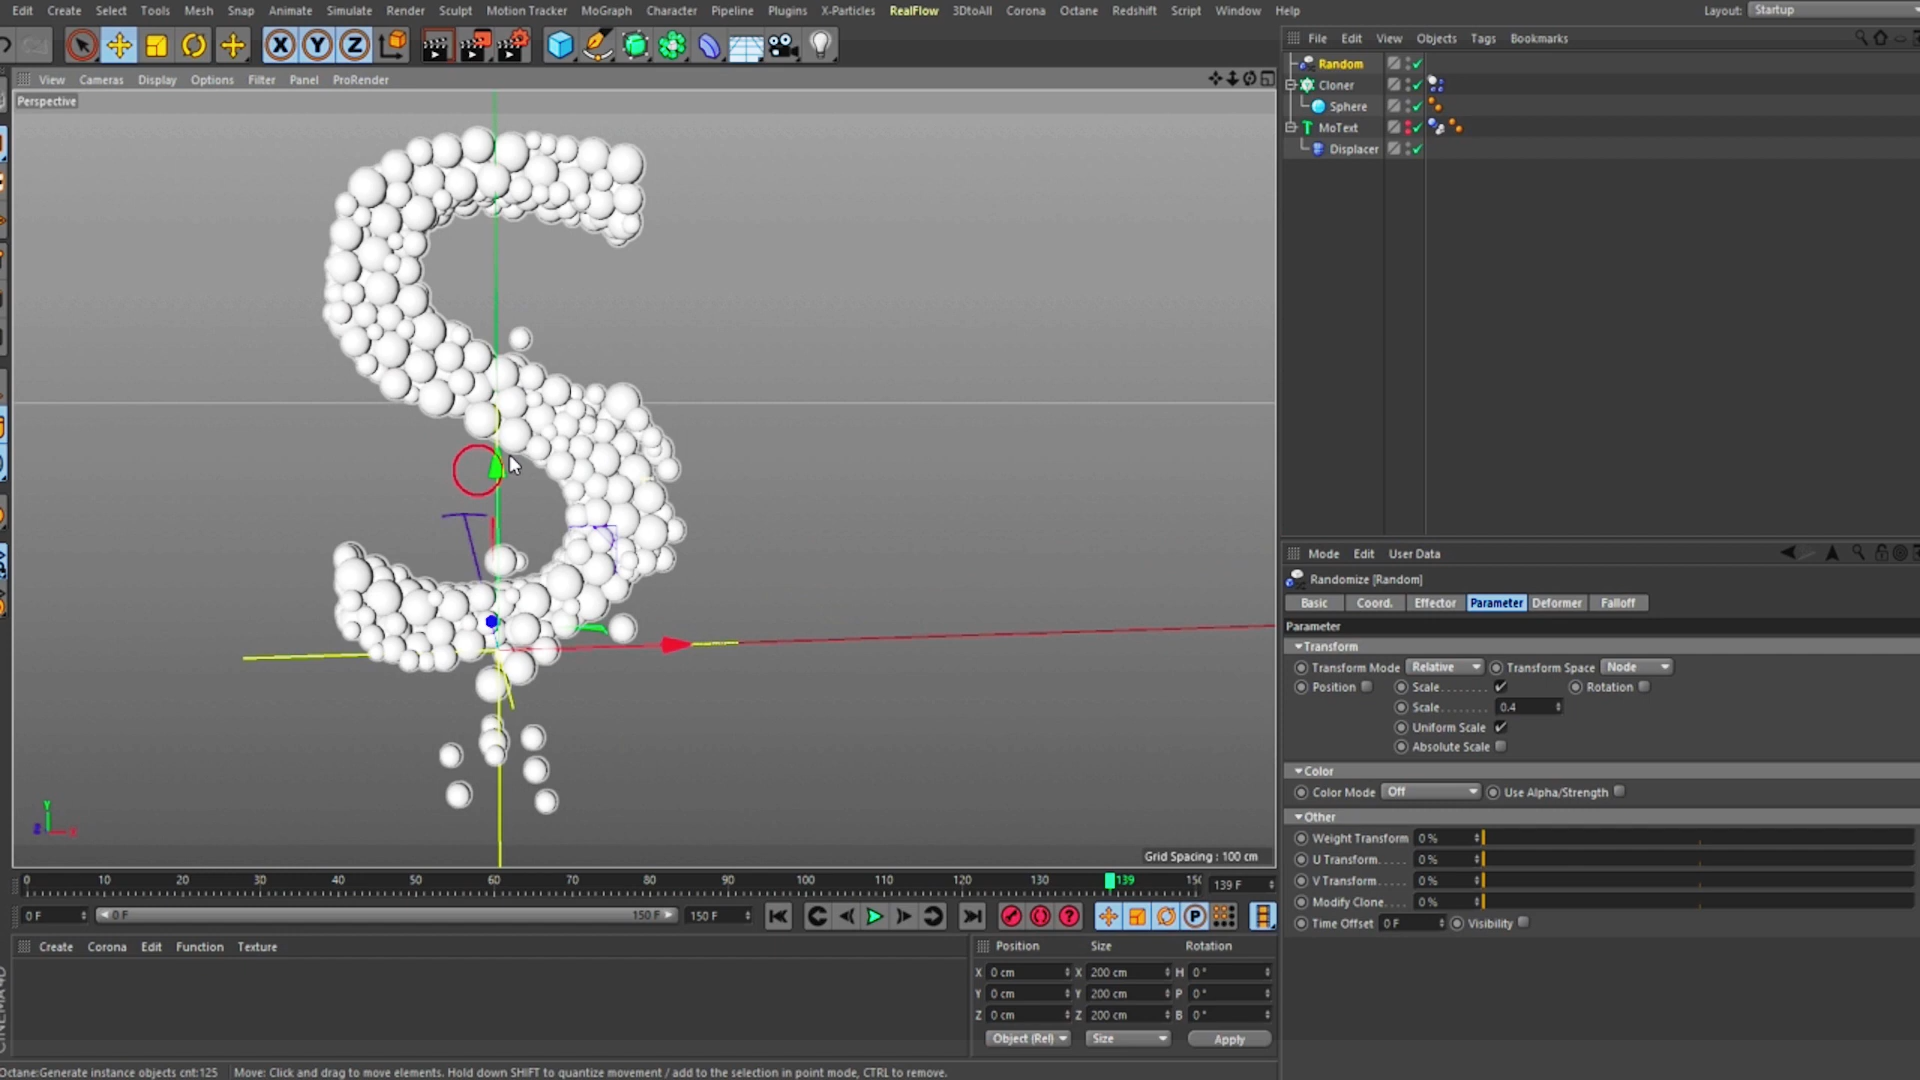 Edit Create Select Tools Mesh Snap Animate Simulate Render Sculpt Motion Tracker MoGraph Character Pipeline Plugins X-Particles RealFlow 3DtoAll Corona Octane Redshift Script Window Help Layout: Startup
X Y Z
File Edit View Objects Tags Bookmarks
View Cameras Display Options Filter Panel ProRender
Perspective
Random
Cloner
Sphere
MoText
Displacer
Mode Edit User Data
Randomize [Random]
Basic Coord. Effector Parameter Deformer Falloff
Parameter
Transform
Transform Mode Relative Transform Space Node
Position Scale Rotation
Scale 0.4
Uniform Scale
Absolute Scale
Color
Color Mode Off Use Alpha/Strength
Other
Weight Transform 0 %
U Transform 0 %
V Transform 0 %
Modify Clone 0 %
Time Offset 0 F Visibility
Y
Z X
Grid Spacing : 100 cm
0 10 20 30 40 50 60 70 80 90 100 110 120 130 139 139 F
0 F 0 F 150 F 150 F P
Create Corona Edit Function Texture
Position Size Rotation
X 0 cm X 200 cm H 0 °
Y 0 cm Y 200 cm P 0 °
Z 0 cm Z 200 cm B 0 °
Object (Rel) Size Apply
CINEMA 4D
Octane:Generate instance objects cnt:125 Move: Click and drag to move elements. Hold down SHIFT to quantize movement / add to the selection in point mode, CTRL to remove.